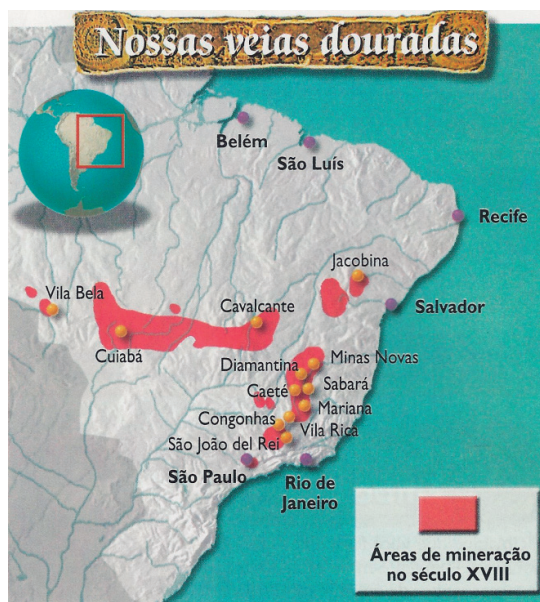 Nossas veias douradas
Belém
São Luís
Recife
Jacobina
Vila Bela
Cavalcante
Salvador
Cuiabá
Diamantina
Minas Novas
Caeté
Sabará
Mariana
Congonhas
Vila Rica
São João del Rei
São Paulo
Rio de
Janeiro
Áreas de mineração
no século XVIII